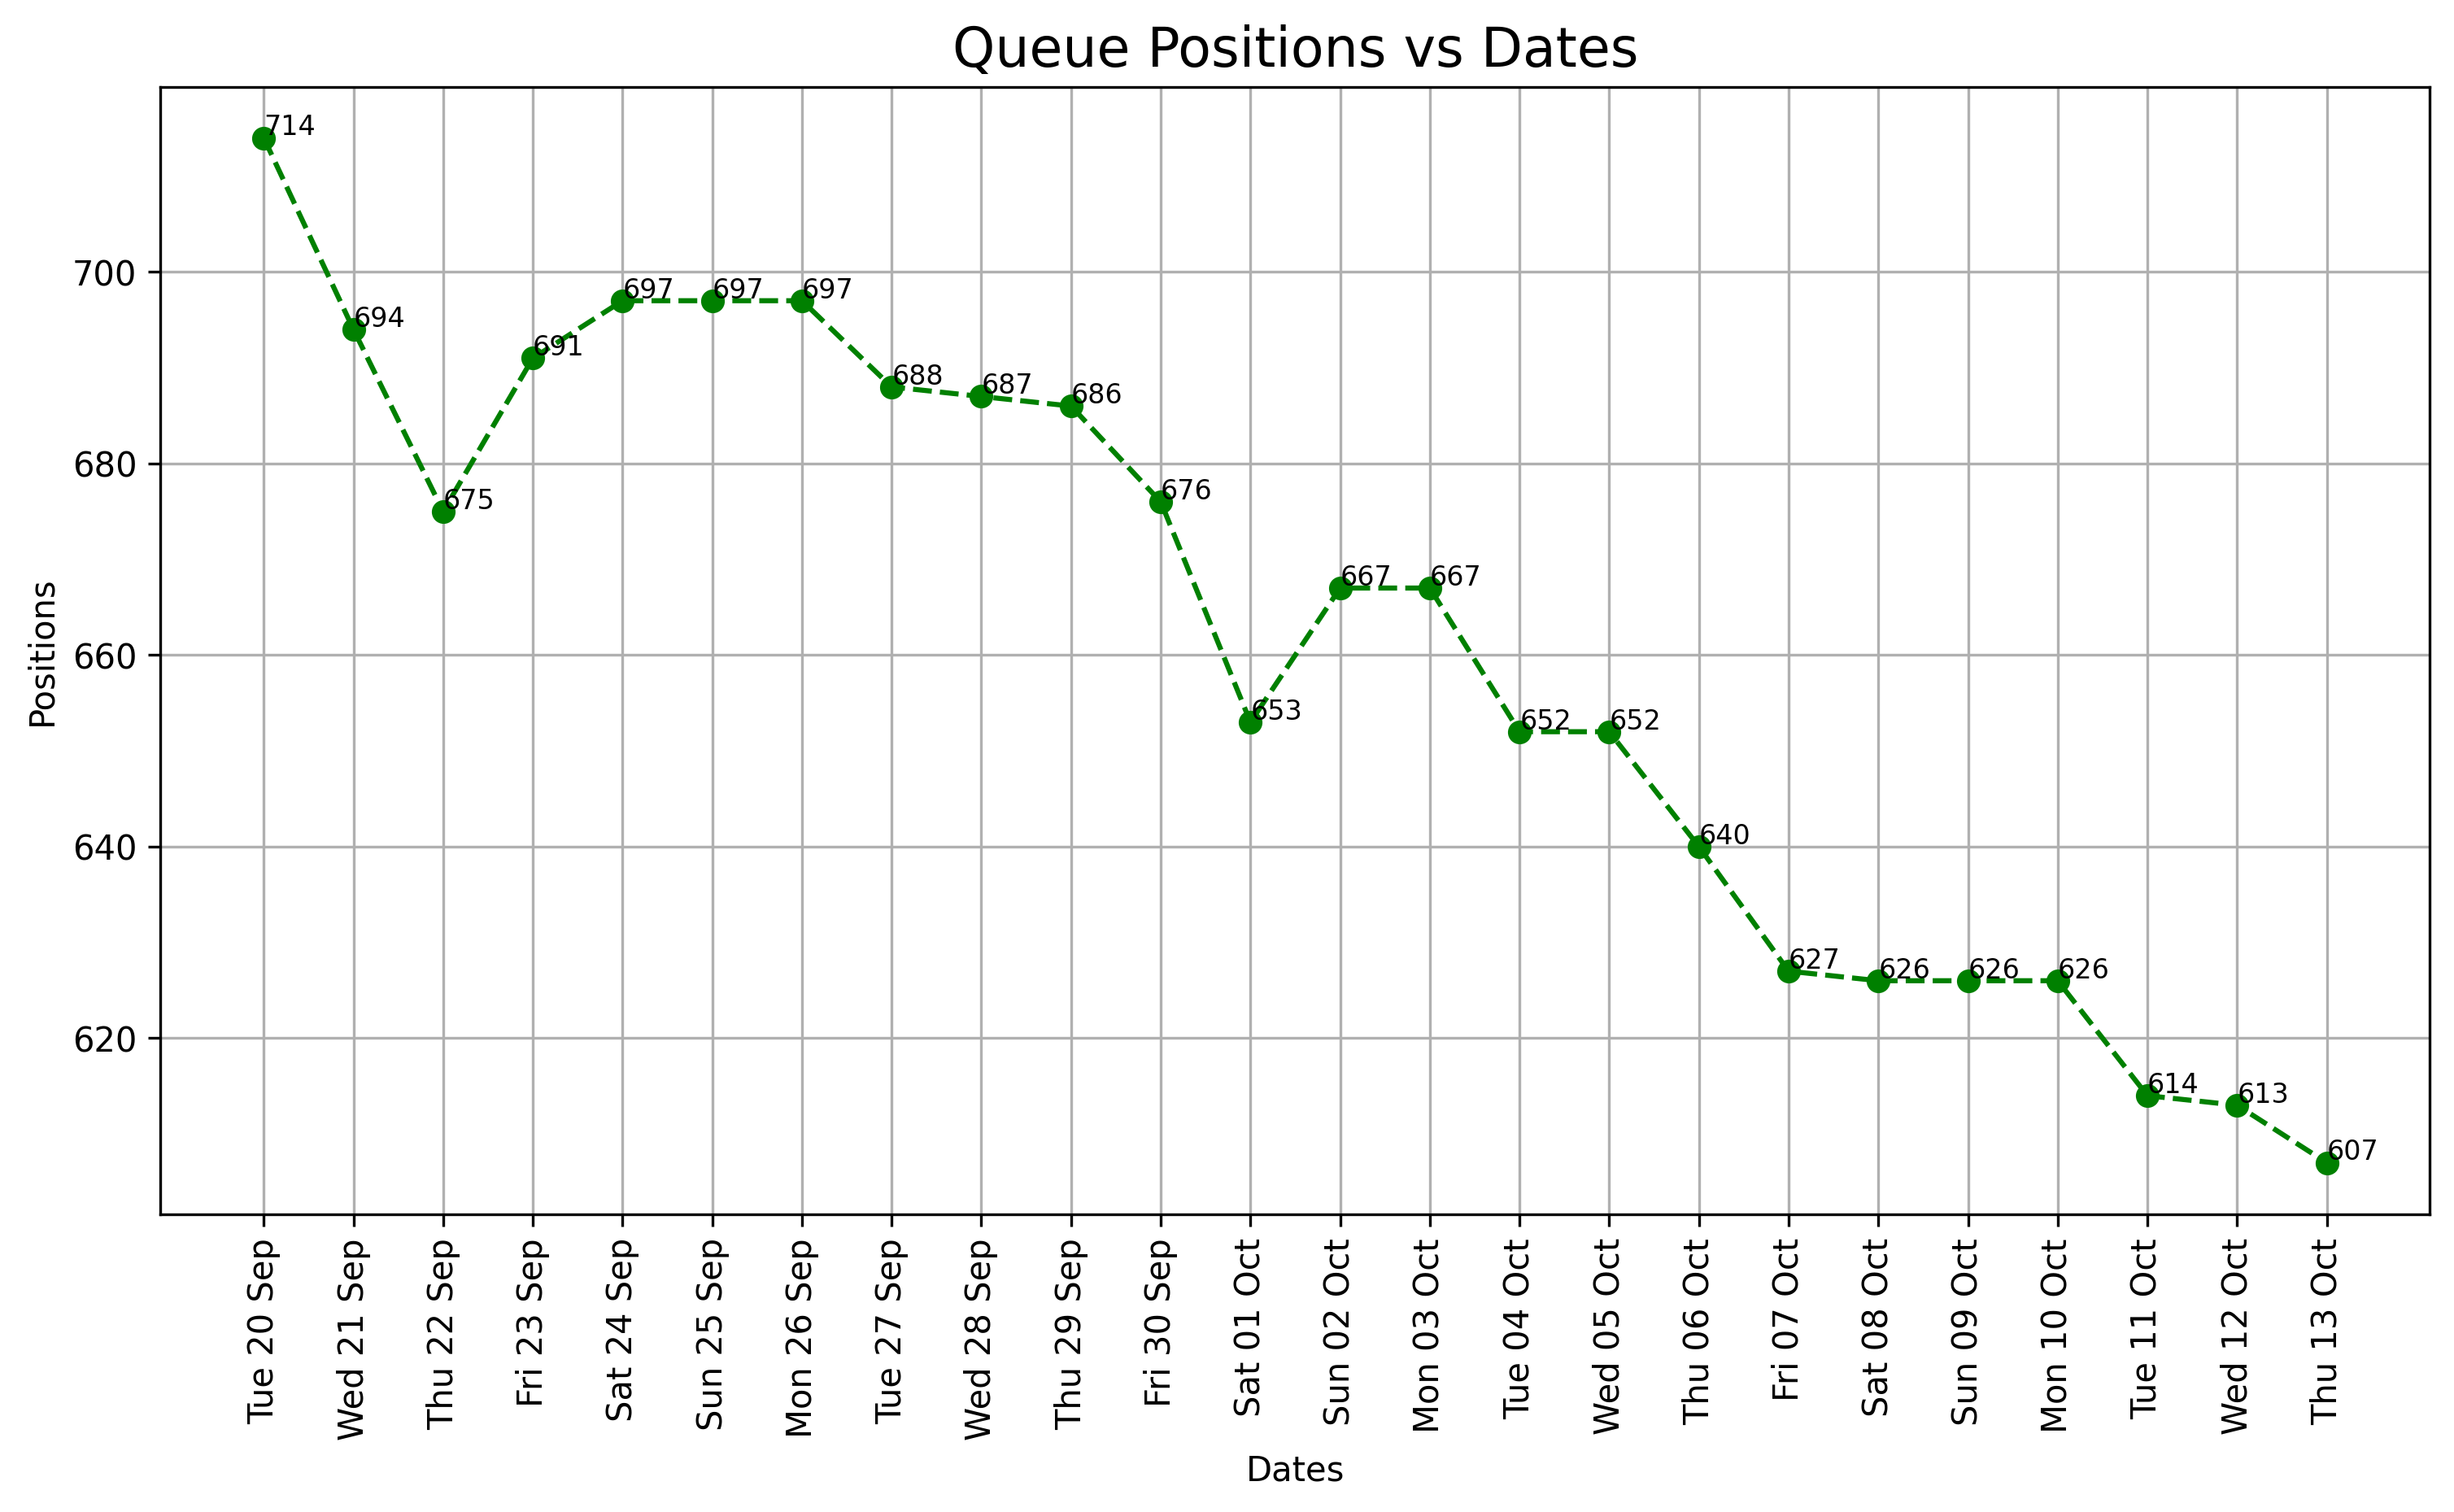 Queue Positions vs Dates
714
694
675
691
697
697
697
688
687
686
676
653
667
667
652
652
640
627
626
626
626
614
613
607
700
680
660
640
620
Positions
Tue 20 Sep
Wed 21 Sep
Thu 22 Sep
Fri 23 Sep
Sat 24 Sep
Sun 25 Sep
Mon 26 Sep
Tue 27 Sep
Wed 28 Sep
Thu 29 Sep
Fri 30 Sep
Sat 01 Oct
Sun 02 Oct
Mon 03 Oct
Tue 04 Oct
Wed 05 Oct
Thu 06 Oct
Fri 07 Oct
Sat 08 Oct
Sun 09 Oct
Mon 10 Oct
Tue 11 Oct
Wed 12 Oct
Thu 13 Oct
Dates